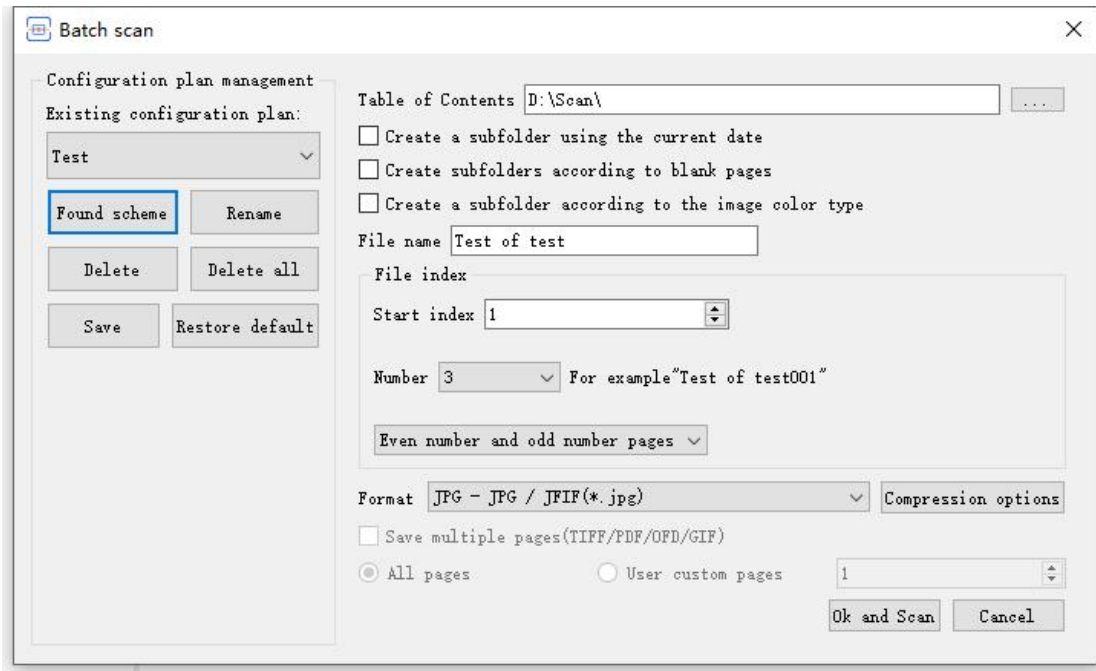 Batch scan
Configuration plan management
Existing configuration plan:
Test
Found scheme
Rename
Delete
Delete all
Save
Restore default
Table of Contents D:\Scan\ ...
Create a subfolder using the current date
Create subfolders according to blank pages
Create a subfolder according to the image color type
File name Test of test
File index
Start index 1
Number 3 For example"Test of test001"
Even number and odd number pages
Format JPG - JPG / JFIF(*.jpg) Compression options
Save multiple pages(TIFF/PDF/OFD/GIF)
All pages User custom pages 1
Ok and Scan Cancel